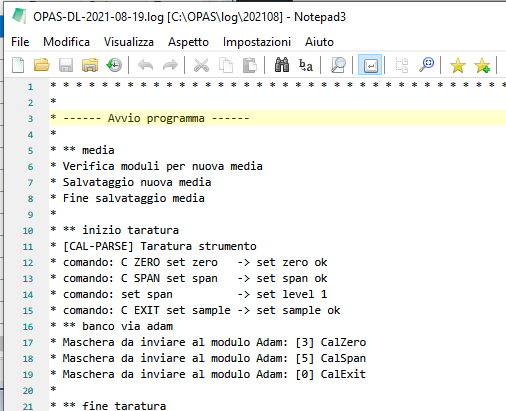 OPAS-DL-2021-08-19.log [C:\OPAS\log\202108] - Notepad3
File Modifica Visualizza Aspetto Impostazioni Aiuto
1 * * * * * * * * * * * * * * * * * * * * * * * * * * * * * * * * * *
2 *
3 * ------ Avvio programma ------
4 *
5 * ** media
6 * Verifica moduli per nuova media
7 * Salvataggio nuova media
8 * Fine salvataggio media
9 *
10 * ** inizio taratura
11 * [CAL-PARSE] Taratura strumento
12 * comando: C ZERO set zero -> set zero ok
13 * comando: C SPAN set span -> set span ok
14 * comando: set span -> set level 1
15 * comando: C EXIT set sample -> set sample ok
16 * ** banco via adam
17 * Maschera da inviare al modulo Adam: [3] CalZero
18 * Maschera da inviare al modulo Adam: [5] CalSpan
19 * Maschera da inviare al modulo Adam: [0] CalExit
20 *
21 * ** fine taratura